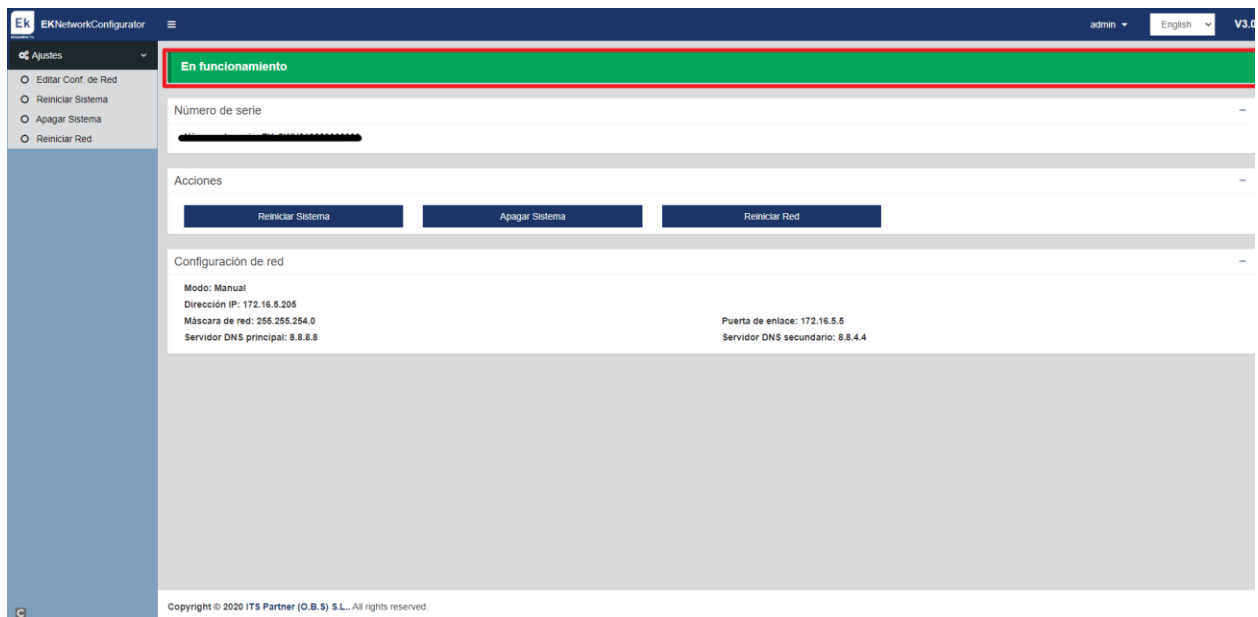 Ek EKNetworkConfigurator admin English V3.0
Ajustes
Editar Conf. de Red
Reiniciar Sistema
Apagar Sistema
Reiniciar Red
En funcionamiento
Número de serie
Acciones
Reiniciar Sistema Apagar Sistema Reiniciar Red
Configuración de red
Modo: Manual
Dirección IP: 172.16.5.205
Máscara de red: 255.255.254.0 Puerta de enlace: 172.16.5.5
Servidor DNS principal: 8.8.8.8 Servidor DNS secundario: 8.8.4.4
Copyright © 2020 ITS Partner (O.B.S) S.L.. All rights reserved.